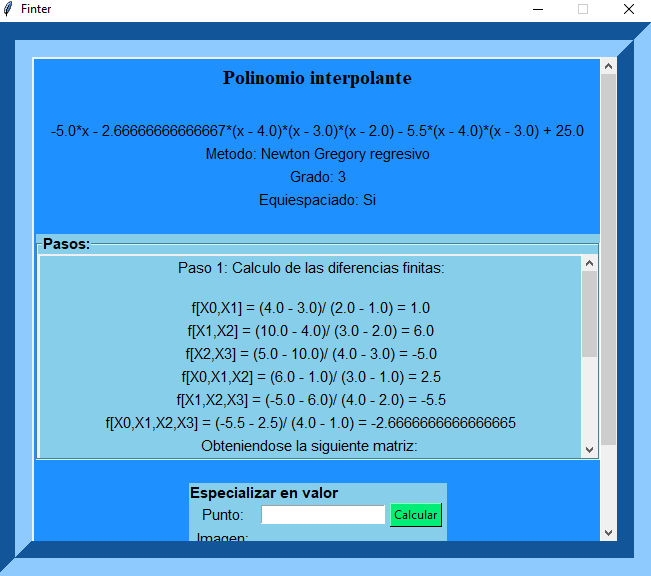 Finter
Polinomio interpolante
-5.0*x - 2.66666666666667*(x - 4.0)*(x - 3.0)*(x - 2.0) - 5.5*(x - 4.0)*(x - 3.0) + 25.0
Metodo: Newton Gregory regresivo
Grado: 3
Equiespaciado: Si
Pasos:
Paso 1: Calculo de las diferencias finitas:
f[X0,X1] = (4.0 - 3.0)/ (2.0 - 1.0) = 1.0
f[X1,X2] = (10.0 - 4.0)/ (3.0 - 2.0) = 6.0
f[X2,X3] = (5.0 - 10.0)/ (4.0 - 3.0) = -5.0
f[X0,X1,X2] = (6.0 - 1.0)/ (3.0 - 1.0) = 2.5
f[X1,X2,X3] = (-5.0 - 6.0)/ (4.0 - 2.0) = -5.5
f[X0,X1,X2,X3] = (-5.5 - 2.5)/ (4.0 - 1.0) = -2.6666666666666665
Obteniendose la siguiente matriz:
Especializar en valor
Punto:
Calcular
Imagen: